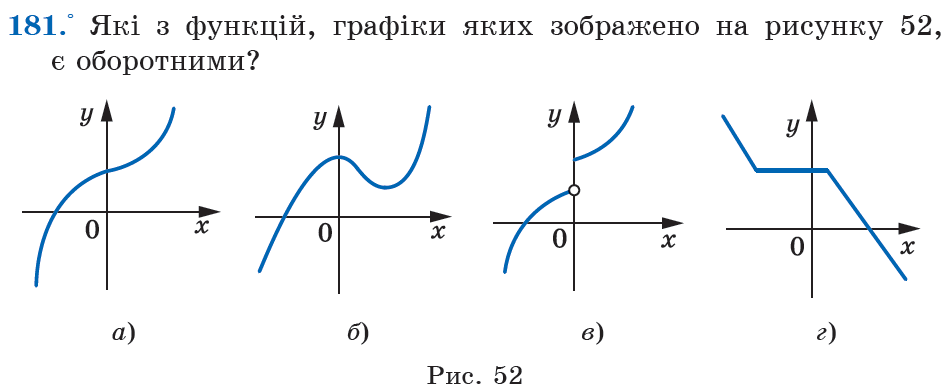 181.° Які з функцій, графіки яких зображено на рисунку 52,
є оборотними?
y y y y
0 x 0 x 0 x 0 x
а) б) в) г)
Рис. 52